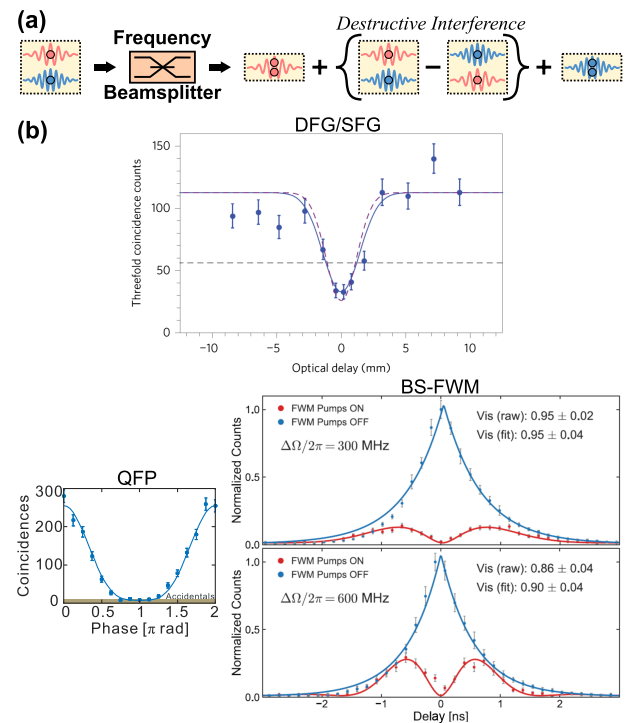 (a)
Destructive Interference
Frequency
Beamsplitter
+
−
+
(b)
DFG/SFG
150
100
50
0
Threefold coincidence counts
−10
−5
0
5
10
Optical delay (mm)
BS-FWM
1.0
0.5
0.0
Normalized Counts
FWM Pumps ON
FWM Pumps OFF
ΔΩ/2π = 300 MHz
Vis (raw): 0.95 ± 0.02
Vis (fit): 0.95 ± 0.04
QFP
300
200
100
0
Coincidences
Accidentals
0
0.5
1
1.5
2
Phase [π rad]
1.0
0.5
0.0
Normalized Counts
FWM Pumps ON
FWM Pumps OFF
ΔΩ/2π = 600 MHz
Vis (raw): 0.86 ± 0.04
Vis (fit): 0.90 ± 0.04
−2
−1
0
1
2
Delay [ns]